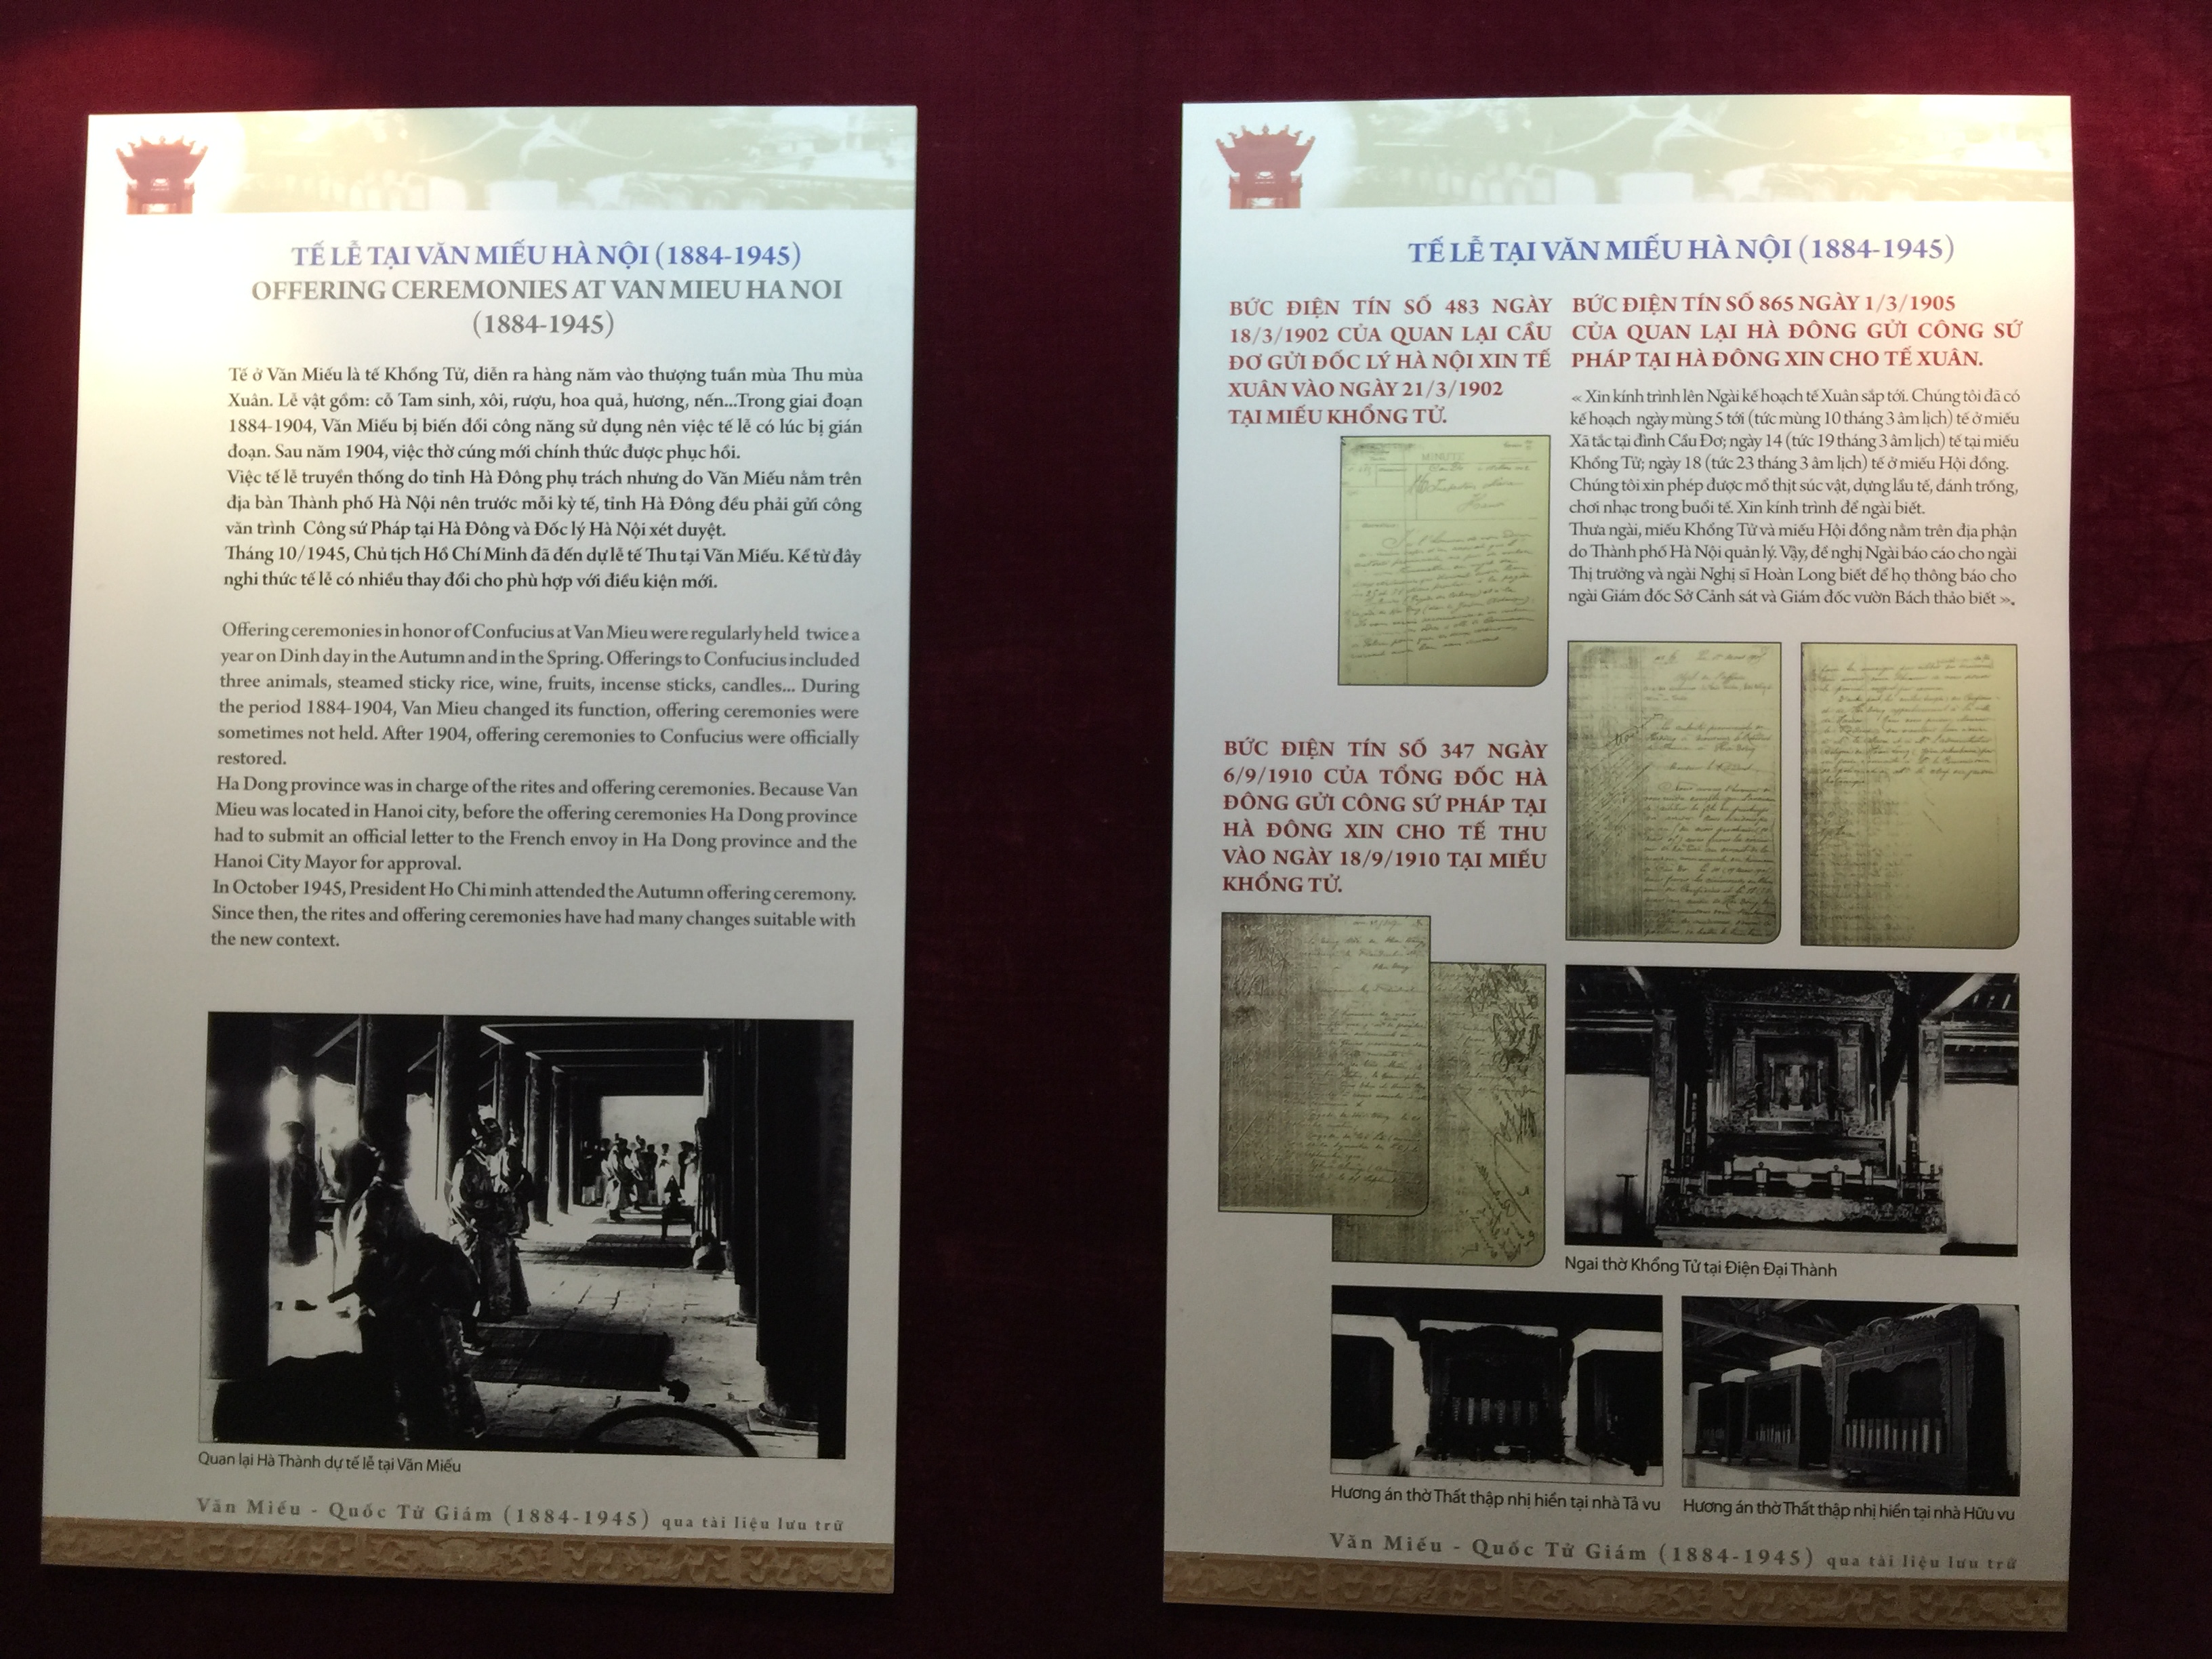 TẾ LỄ TẠI VĂN MIẾU HÀ NỘI (1884-1945)
OFFERING CEREMONIES AT VAN MIEU HA NOI
(1884-1945)
Tế ở Văn Miếu là tế Khổng Tử, diễn ra hàng năm vào thượng tuần mùa Thu mùa
Xuân. Lễ vật gồm: cỗ Tam sinh, xôi, rượu, hoa quả, hương, nến...Trong giai đoạn
1884-1904, Văn Miếu bị biến đổi công năng sử dụng nên việc tế lễ có lúc bị gián
đoạn. Sau năm 1904, việc thờ cúng mới chính thức được phục hồi.
Việc tế lễ truyền thống do tỉnh Hà Đông phụ trách nhưng do Văn Miếu nằm trên
địa bàn Thành phố Hà Nội nên trước mỗi kỳ tế, tỉnh Hà Đông đều phải gửi công
văn trình Công sứ Pháp tại Hà Đông và Đốc lý Hà Nội xét duyệt.
Tháng 10/1945, Chủ tịch Hồ Chí Minh đã đến dự lễ tế Thu tại Văn Miếu. Kể từ đây
nghi thức tế lễ có nhiều thay đổi cho phù hợp với điều kiện mới.
Offering ceremonies in honor of Confucius at Van Mieu were regularly held twice a
year on Dinh day in the Autumn and in the Spring. Offerings to Confucius included
three animals, steamed sticky rice, wine, fruits, incense sticks, candles... During
the period 1884-1904, Van Mieu changed its function, offering ceremonies were
sometimes not held. After 1904, offering ceremonies to Confucius were officially
restored.
Ha Dong province was in charge of the rites and offering ceremonies. Because Van
Mieu was located in Hanoi city, before the offering ceremonies Ha Dong province
had to submit an official letter to the French envoy in Ha Dong province and the
Hanoi City Mayor for approval.
In October 1945, President Ho Chi minh attended the Autumn offering ceremony.
Since then, the rites and offering ceremonies have had many changes suitable with
the new context.
Quan lại Hà Thành dự tế lễ tại Văn Miếu
Văn Miếu - Quốc Tử Giám (1884-1945) qua tài liệu lưu trữ
TẾ LỄ TẠI VĂN MIẾU HÀ NỘI (1884-1945)
BỨC ĐIỆN TÍN SỐ 483 NGÀY
18/3/1902 CỦA QUAN LẠI CẦU
ĐƠ GỬI ĐỐC LÝ HÀ NỘI XIN TẾ
XUÂN VÀO NGÀY 21/3/1902
TẠI MIẾU KHỔNG TỬ.
MINUTE
BỨC ĐIỆN TÍN SỐ 347 NGÀY
6/9/1910 CỦA TỔNG ĐỐC HÀ
ĐÔNG GỬI CÔNG SỨ PHÁP TẠI
HÀ ĐÔNG XIN CHO TẾ THU
VÀO NGÀY 18/9/1910 TẠI MIẾU
KHỔNG TỬ.
BỨC ĐIỆN TÍN SỐ 865 NGÀY 1/3/1905
CỦA QUAN LẠI HÀ ĐÔNG GỬI CÔNG SỨ
PHÁP TẠI HÀ ĐÔNG XIN CHO TẾ XUÂN.
« Xin kính trình lên Ngài kế hoạch tế Xuân sắp tới. Chúng tôi đã có
kế hoạch ngày mùng 5 tới (tức mùng 10 tháng 3 âm lịch) tế ở miếu
Xã tắc tại đình Cầu Đơ; ngày 14 (tức 19 tháng 3 âm lịch) tế tại miếu
Khổng Tử; ngày 18 (tức 23 tháng 3 âm lịch) tế ở miếu Hội đồng.
Chúng tôi xin phép được mổ thịt súc vật, dựng lầu tế, đánh trống,
chơi nhạc trong buổi tế. Xin kính trình để ngài biết.
Thưa ngài, miếu Khổng Tử và miếu Hội đồng nằm trên địa phận
do Thành phố Hà Nội quản lý. Vậy, đề nghị Ngài báo cáo cho ngài
Thị trưởng và ngài Nghị sĩ Hoàn Long biết để họ thông báo cho
ngài Giám đốc Sở Cảnh sát và Giám đốc vườn Bách thảo biết ».
Ngai thờ Khổng Tử tại Điện Đại Thành
Hương án thờ Thất thập nhị hiền tại nhà Tả vu
Hương án thờ Thất thập nhị hiền tại nhà Hữu vu
Văn Miếu - Quốc Tử Giám (1884-1945) qua tài liệu lưu trữ